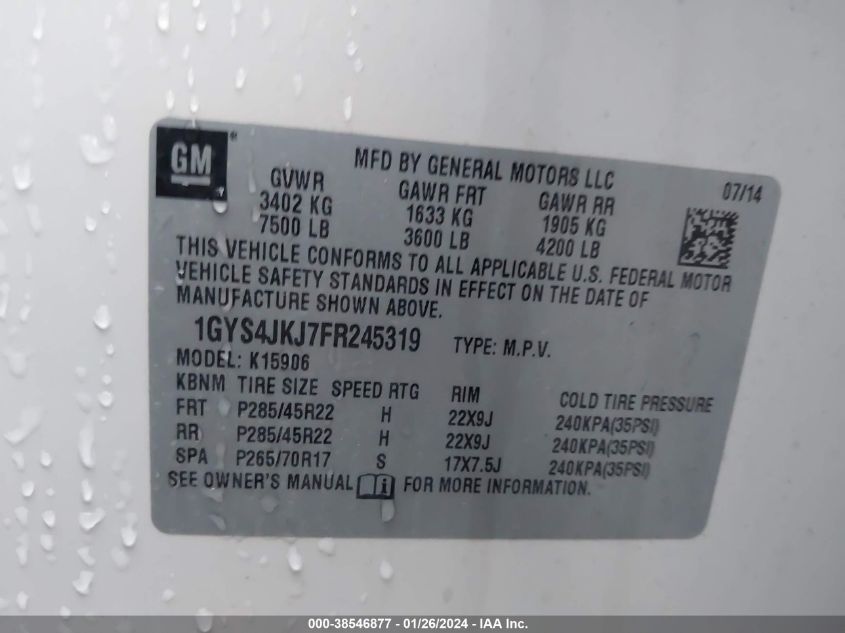 GM
MFD BY GENERAL MOTORS LLC 07/14
GVWR GAWR FRT GAWR RR
3402 KG 1633 KG 1905 KG
7500 LB 3600 LB 4200 LB
THIS VEHICLE CONFORMS TO ALL APPLICABLE U.S. FEDERAL MOTOR
VEHICLE SAFETY STANDARDS IN EFFECT ON THE DATE OF
MANUFACTURE SHOWN ABOVE.
1GYS4JKJ7FR245319 TYPE: M.P.V.
MODEL: K15906
KBNM TIRE SIZE SPEED RTG RIM COLD TIRE PRESSURE
FRT P285/45R22 H 22X9J 240KPA(35PSI)
RR P285/45R22 H 22X9J 240KPA(35PSI)
SPA P265/70R17 S 17X7.5J 240KPA(35PSI)
SEE OWNER'S MANUAL i FOR MORE INFORMATION.
000-38546877 - 01/26/2024 - IAA Inc.